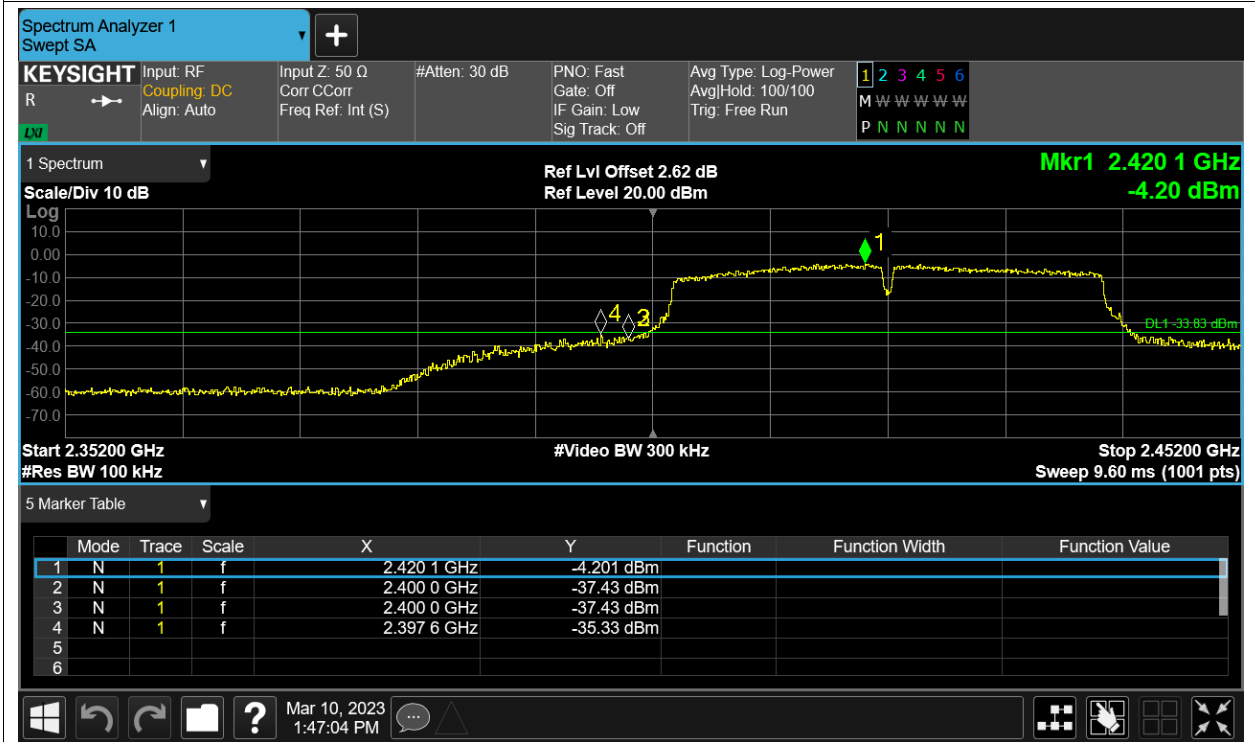 Spectrum Analyzer 1
Swept SA
+
KEYSIGHT
R
LXI
Input: RF
Coupling: DC
Align: Auto
Input Z: 50 Ω
Corr CCorr
Freq Ref: Int (S)
#Atten: 30 dB
PNO: Fast
Gate: Off
IF Gain: Low
Sig Track: Off
Avg Type: Log-Power
Avg|Hold: 100/100
Trig: Free Run
1 2 3 4 5 6
M W W W W W
P N N N N N
1 Spectrum
Scale/Div 10 dB
Ref Lvl Offset 2.62 dB
Ref Level 20.00 dBm
Mkr1 2.420 1 GHz
-4.20 dBm
Log
10.0
0.00
-10.0
-20.0
-30.0
-40.0
-50.0
-60.0
-70.0
1
4
DL1 -33.83 dBm
Start 2.35200 GHz
#Res BW 100 kHz
#Video BW 300 kHz
Stop 2.45200 GHz
Sweep 9.60 ms (1001 pts)
5 Marker Table
Mode Trace Scale X Y Function Function Width Function Value
1 N 1 f 2.420 1 GHz -4.201 dBm
2 N 1 f 2.400 0 GHz -37.43 dBm
3 N 1 f 2.400 0 GHz -37.43 dBm
4 N 1 f 2.397 6 GHz -35.33 dBm
5
6
?
Mar 10, 2023
1:47:04 PM